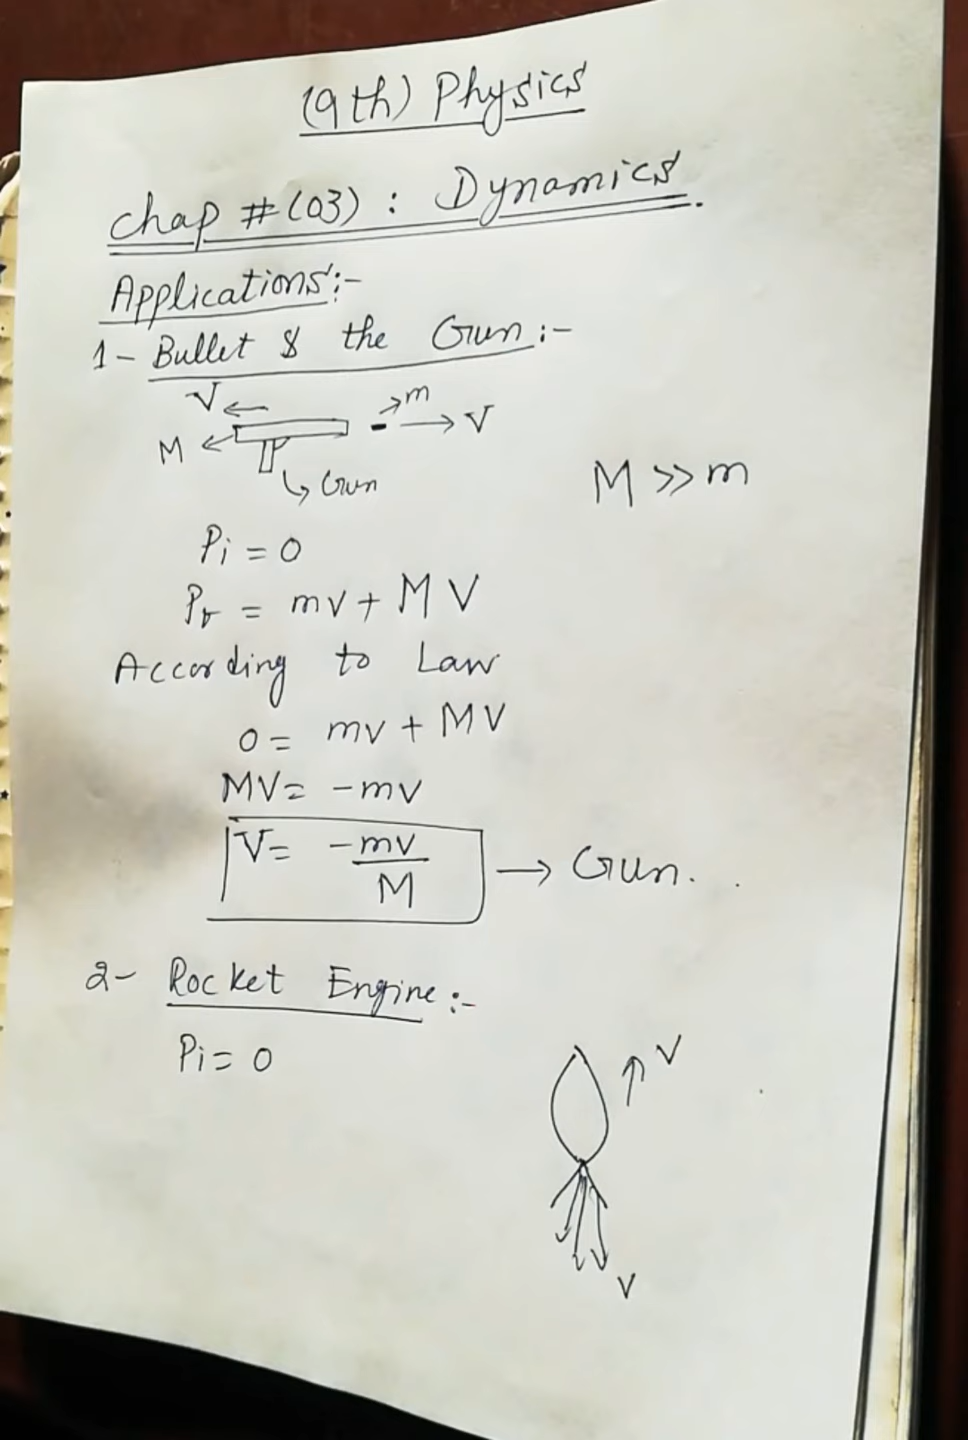 (9th) Physics
Chap # (03) : Dynamics.
Applications:-
1- Bullet & the Gun:-
V m
V
M
Gun
M >> m
Pi = 0
Pf = mv + MV
According to Law
0 = mv + MV
MV = -mv
V = -mv/M → Gun.
2- Rocket Engine:-
Pi = 0
V
V